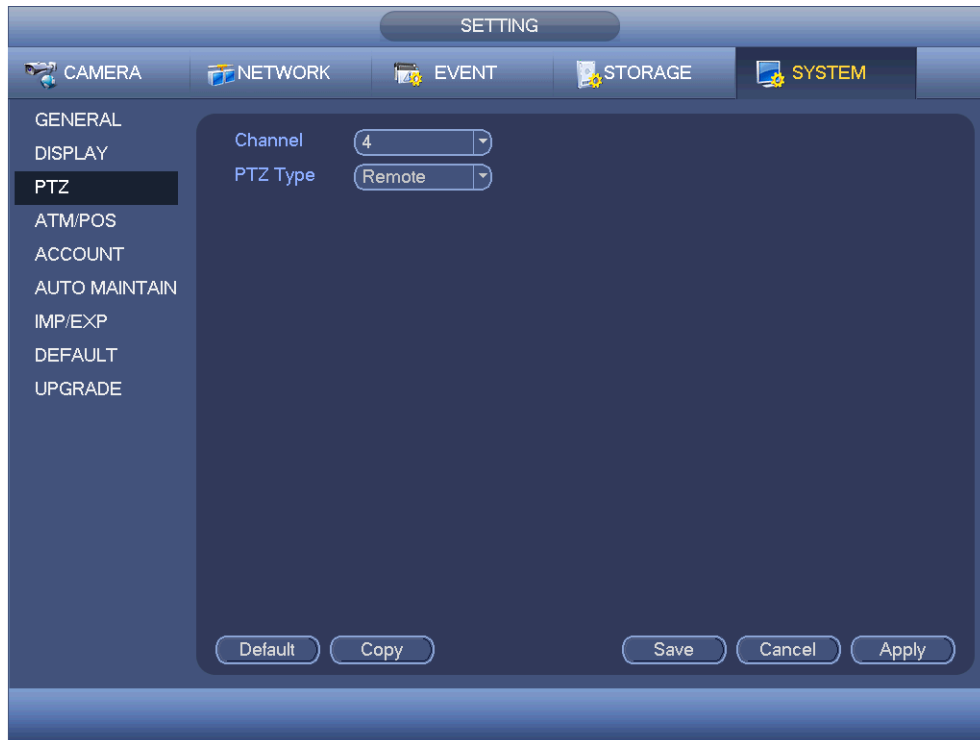 SETTING
CAMERA NETWORK EVENT STORAGE SYSTEM
GENERAL
DISPLAY
PTZ
ATM/POS
ACCOUNT
AUTO MAINTAIN
IMP/EXP
DEFAULT
UPGRADE
Channel 4
PTZ Type Remote
Default Copy Save Cancel Apply